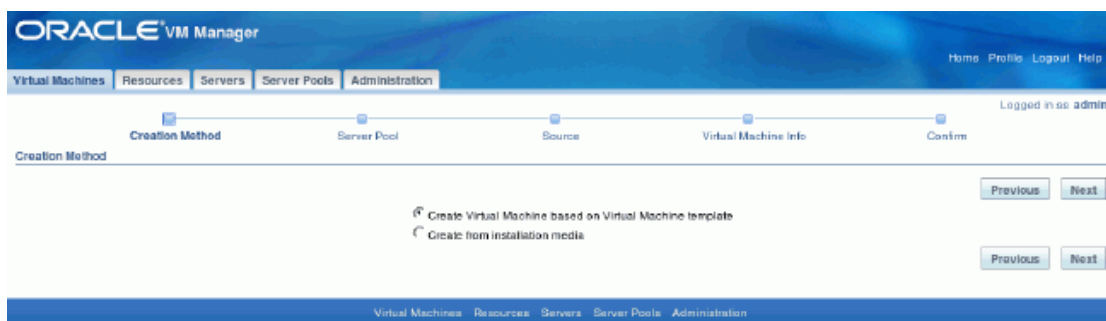 ORACLE VM Manager
Home Profile Logout Help
Virtual Machines Resources Servers Server Pools Administration
Logged in as admin
Creation Method Server Pool Source Virtual Machine Info Confirm
Creation Method
Previous Next
Create Virtual Machine based on Virtual Machine template
Create from installation media
Previous Next
Virtual Machines Resources Servers Server Pools Administration